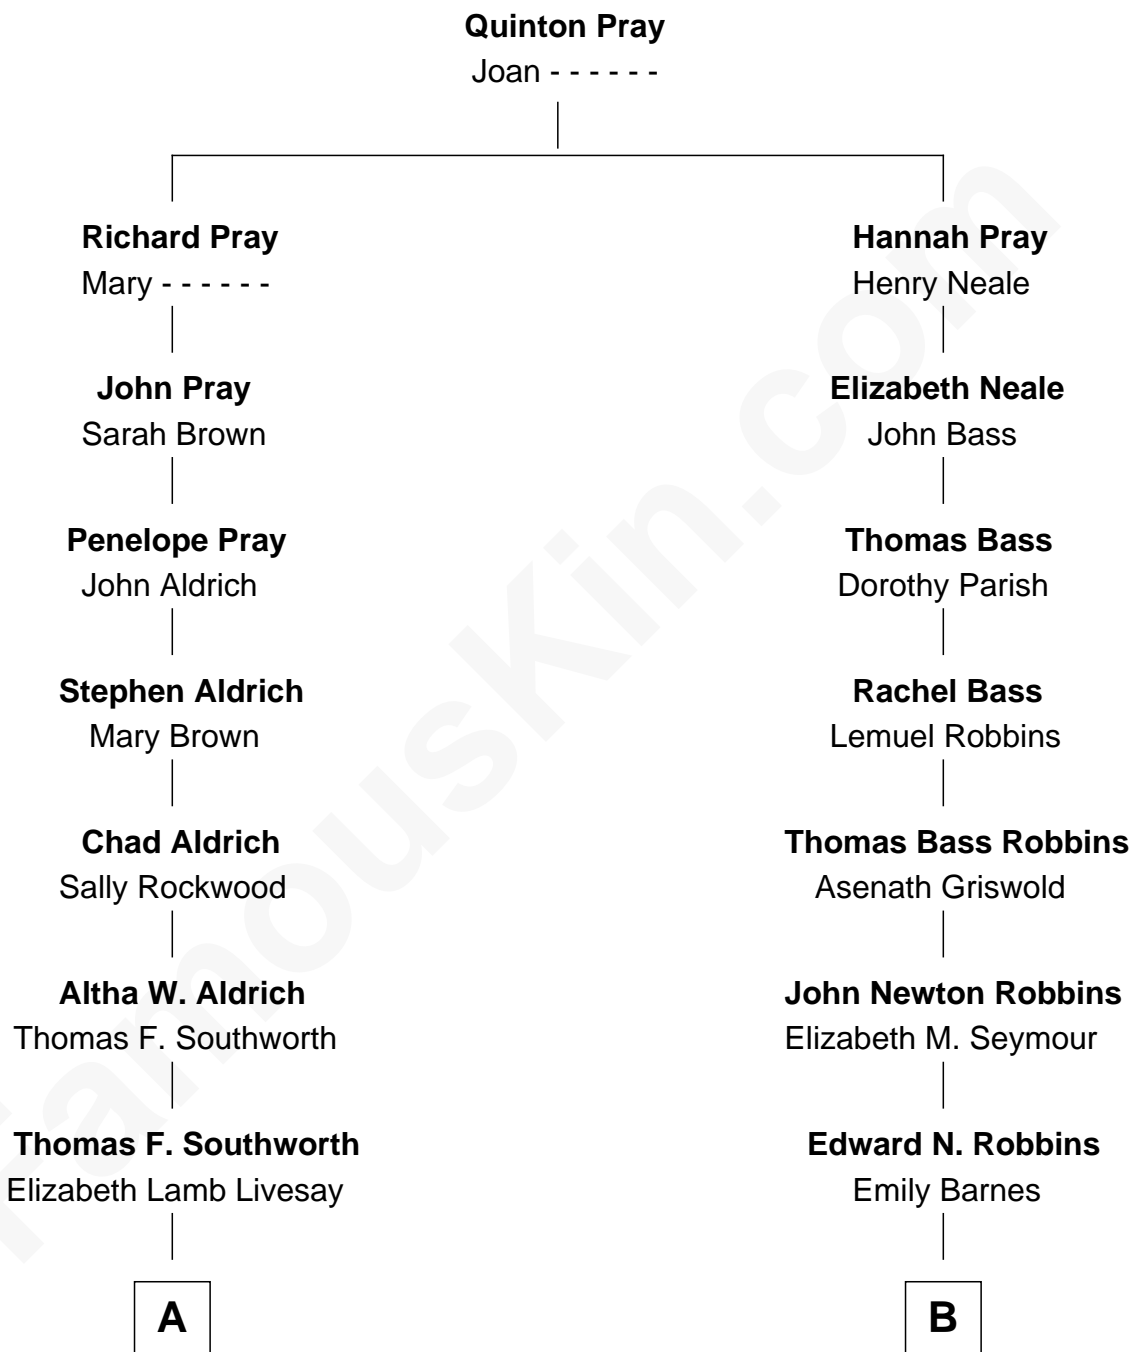 Quinton Pray
Joan - - - - - -
Richard Pray
Mary - - - - - -
Hannah Pray
Henry Neale
John Pray
Sarah Brown
Elizabeth Neale
John Bass
Penelope Pray
John Aldrich
Thomas Bass
Dorothy Parish
Stephen Aldrich
Mary Brown
Rachel Bass
Lemuel Robbins
Chad Aldrich
Sally Rockwood
Thomas Bass Robbins
Asenath Griswold
Altha W. Aldrich
Thomas F. Southworth
John Newton Robbins
Elizabeth M. Seymour
Thomas F. Southworth
Elizabeth Lamb Livesay
Edward N. Robbins
Emily Barnes
A
B
FamousKin.com